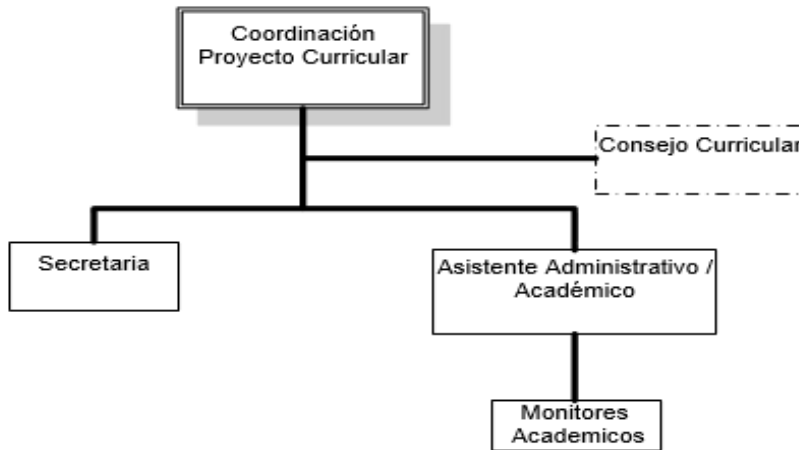 Coordinación
Proyecto Curricular
Consejo Curricular
Secretaria
Asistente Administrativo /
Académico
Monitores
Academicos